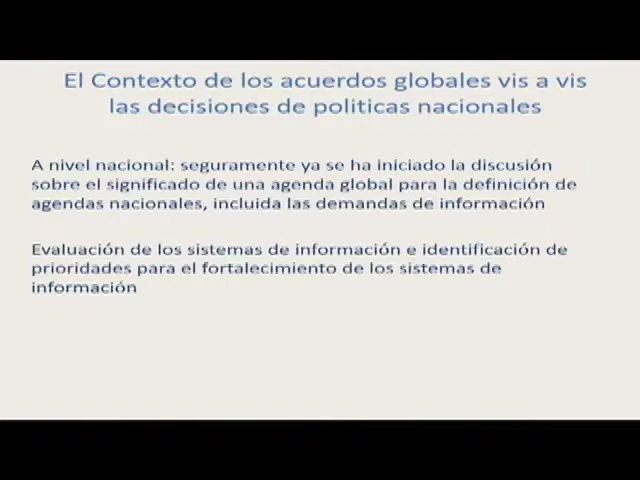 El Contexto de los acuerdos globales vis a vis
las decisiones de politicas nacionales
A nivel nacional: seguramente ya se ha iniciado la discusión
sobre el significado de una agenda global para la definición de
agendas nacionales, incluida las demandas de información
Evaluación de los sistemas de información e identificación de
prioridades para el fortalecimiento de los sistemas de
información